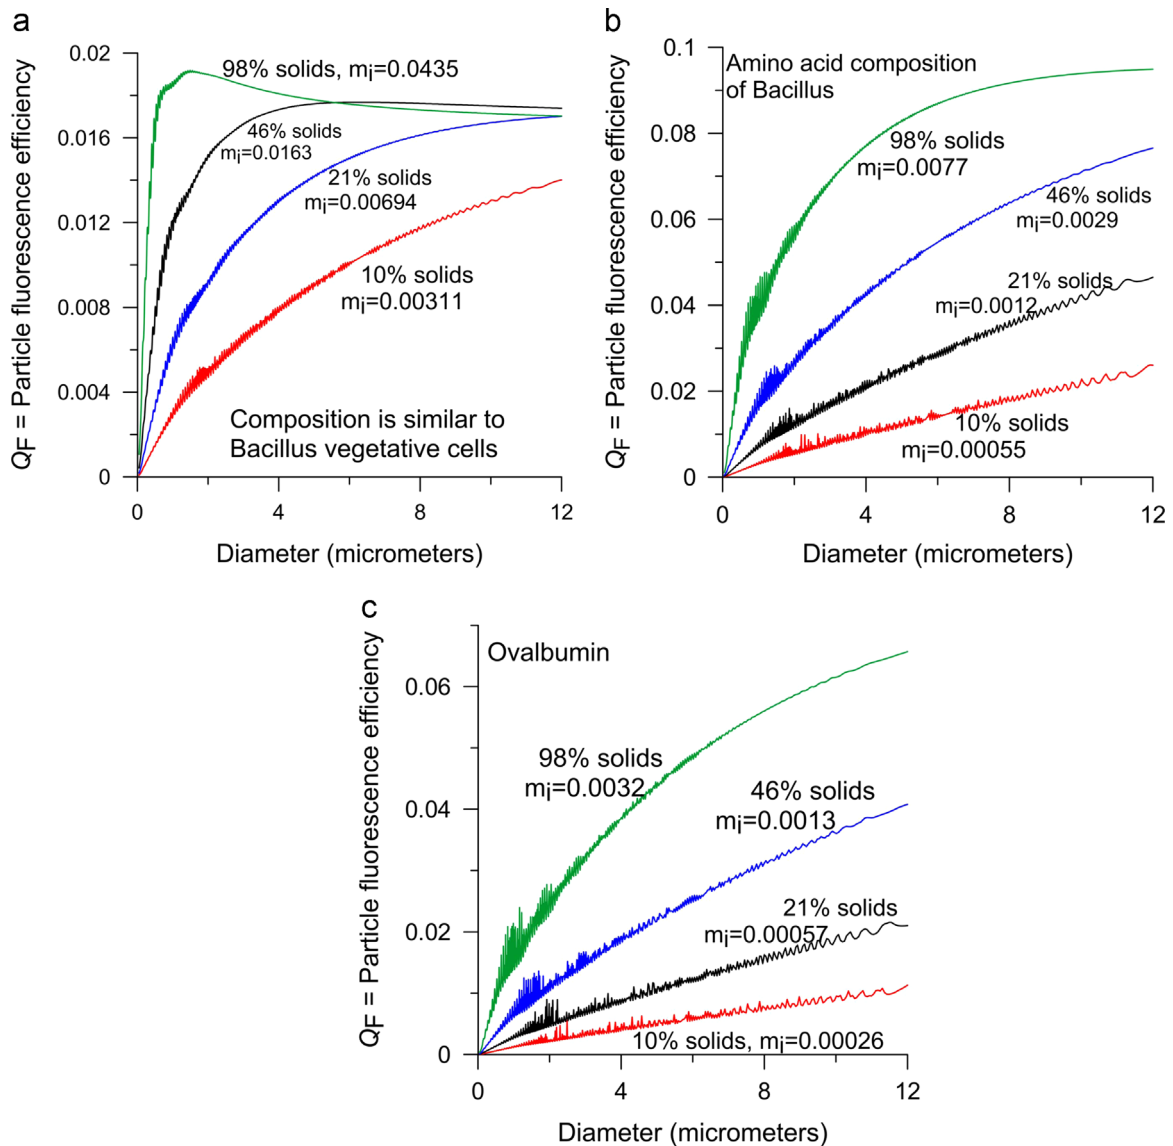 a
QF = Particle fluorescence efficiency
0.02
0.016
0.012
0.008
0.004
0
98% solids, mi=0.0435
46% solids
mi=0.0163
21% solids
mi=0.00694
10% solids
mi=0.00311
Composition is similar to
Bacillus vegetative cells
0
4
8
12
Diameter (micrometers)
b
QF = Particle fluorescence efficiency
0.1
0.08
0.06
0.04
0.02
0
Amino acid composition
of Bacillus
98% solids
mi=0.0077
46% solids
mi=0.0029
21% solids
mi=0.0012
10% solids
mi=0.00055
0
4
8
12
Diameter (micrometers)
c
QF = Particle fluorescence efficiency
0.06
0.04
0.02
0
Ovalbumin
98% solids
mi=0.0032
46% solids
mi=0.0013
21% solids
mi=0.00057
10% solids, mi=0.00026
0
4
8
12
Diameter (micrometers)